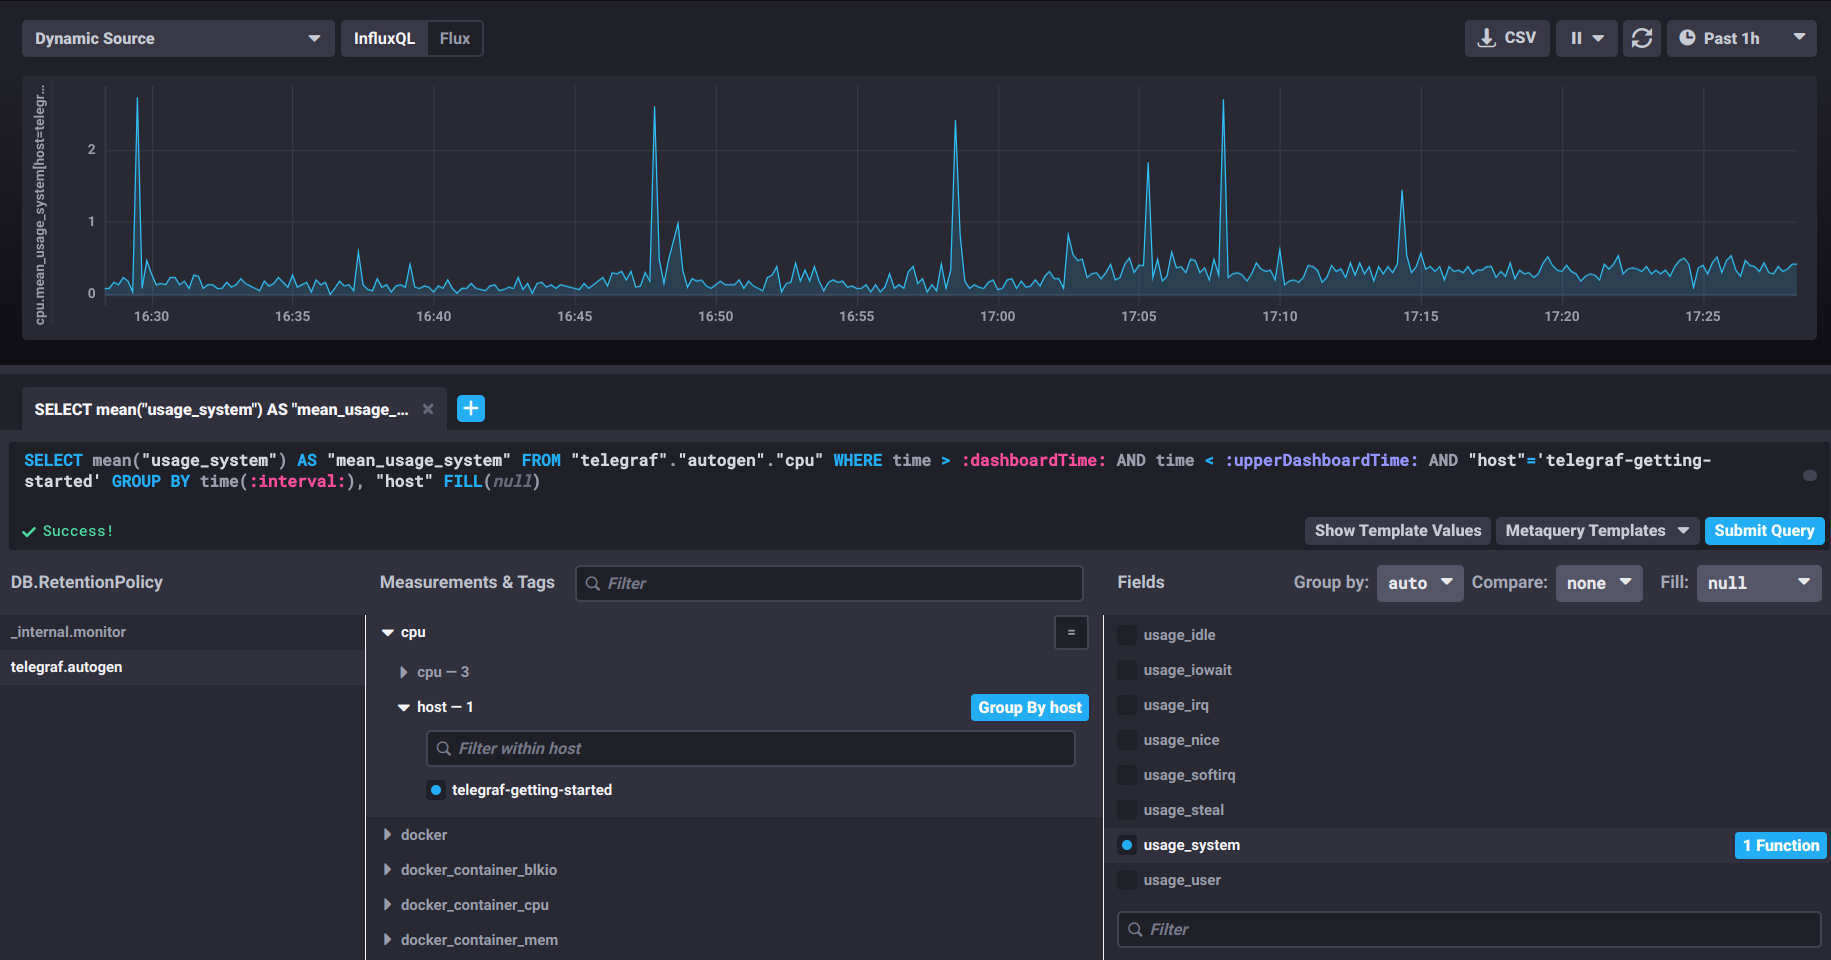 Dynamic Source
InfluxQL Flux
CSV
Past 1h
cpu.mean_usage_system[host=telegr...
2
1
0
16:30 16:35 16:40 16:45 16:50 16:55 17:00 17:05 17:10 17:15 17:20 17:25
SELECT mean("usage_system") AS "mean_usage_...
SELECT mean("usage_system") AS "mean_usage_system" FROM "telegraf"."autogen"."cpu" WHERE time > :dashboardTime: AND time < :upperDashboardTime: AND "host"='telegraf-getting-
started' GROUP BY time(:interval:), "host" FILL(null)
Success!
Show Template Values
Metaquery Templates
Submit Query
DB.RetentionPolicy
_internal.monitor
telegraf.autogen
Measurements & Tags
Filter
cpu
=
cpu — 3
host — 1
Group By host
Filter within host
telegraf-getting-started
docker
docker_container_blkio
docker_container_cpu
docker_container_mem
Fields
Group by: auto
Compare: none
Fill: null
usage_idle
usage_iowait
usage_irq
usage_nice
usage_softirq
usage_steal
usage_system
1 Function
usage_user
Filter